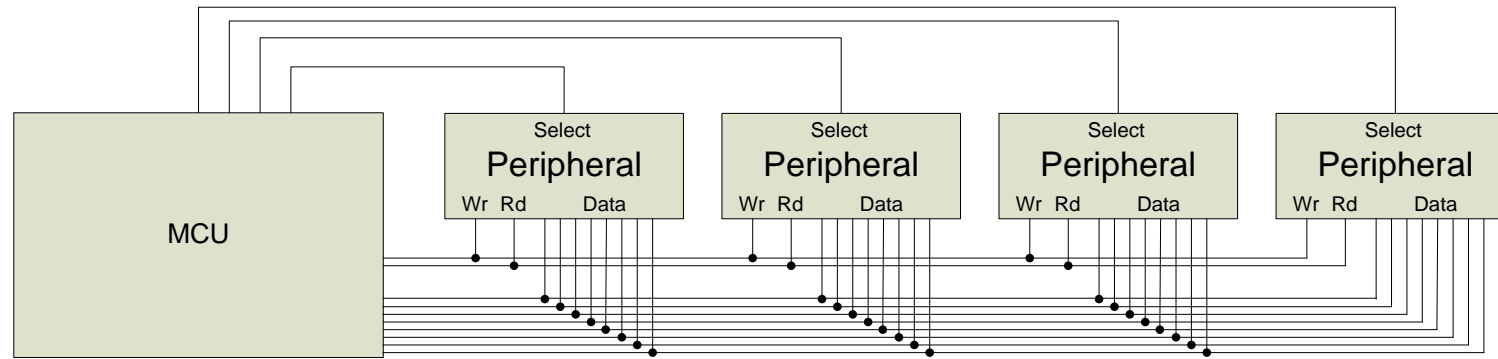 MCU
Select
Peripheral
Wr Rd Data
Select
Peripheral
Wr Rd Data
Select
Peripheral
Wr Rd Data
Select
Peripheral
Wr Rd Data